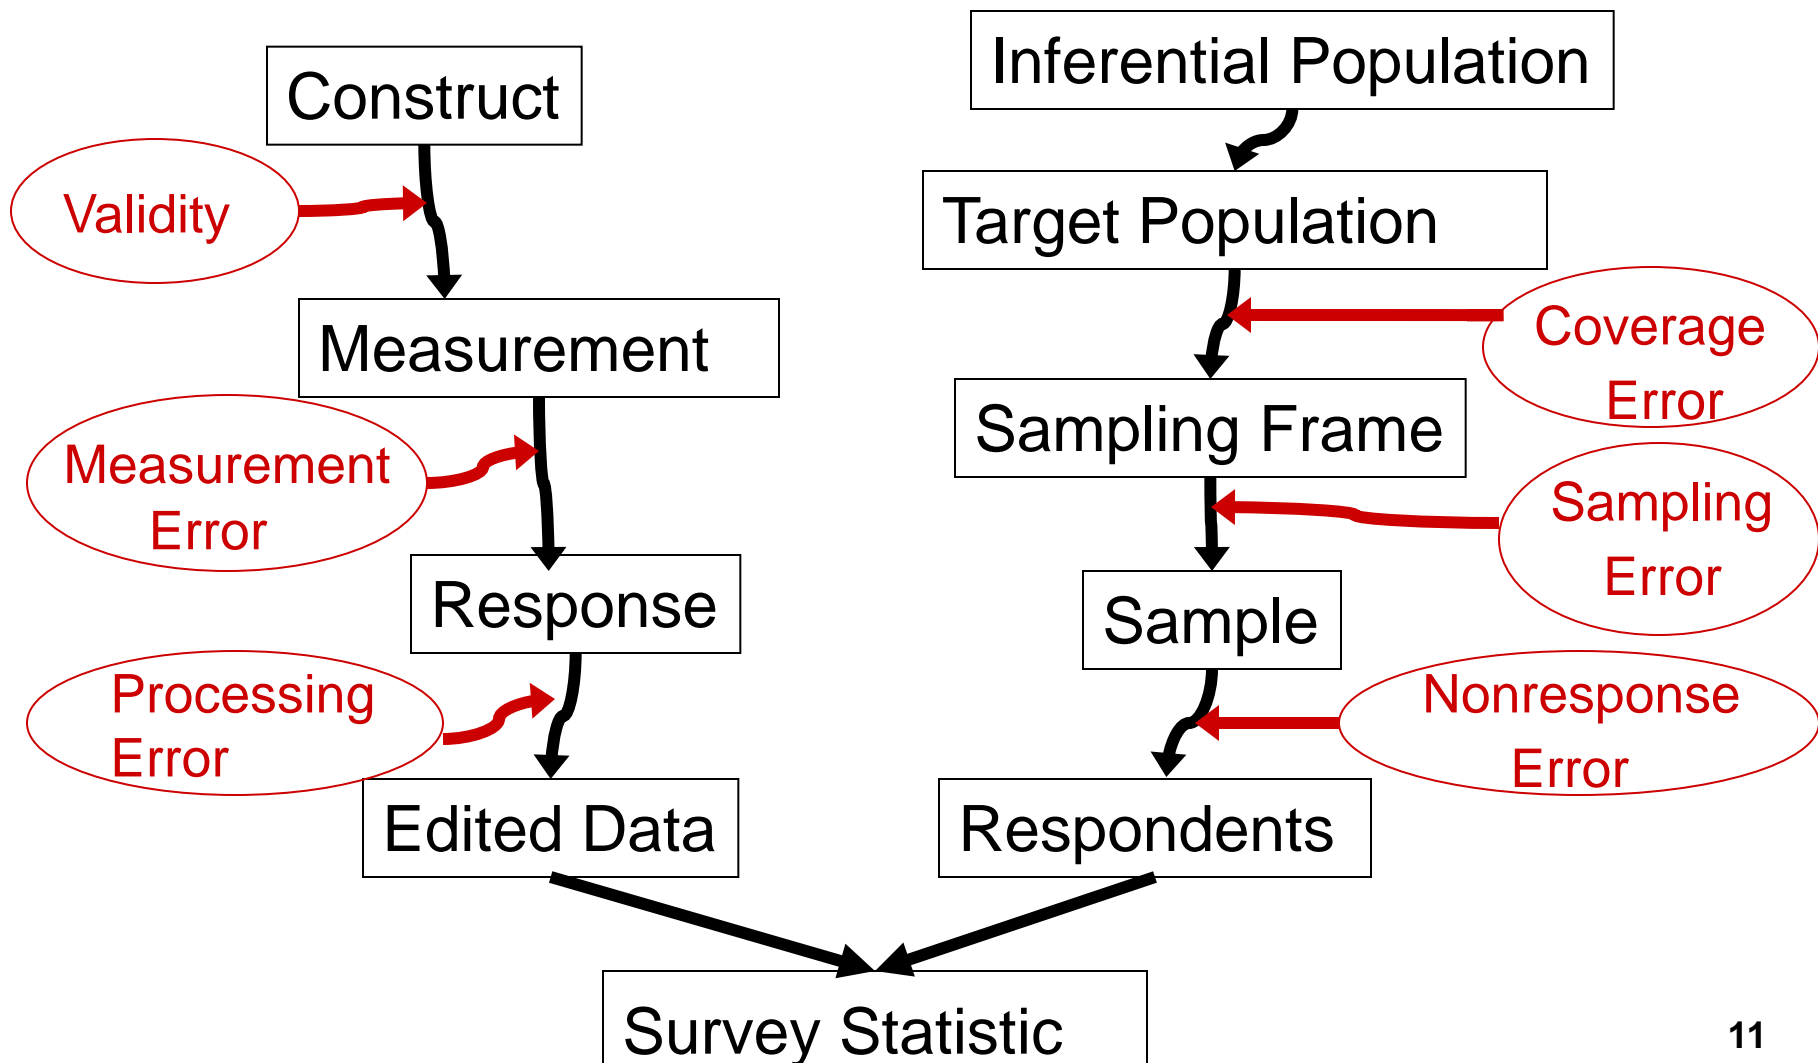 Construct
Validity
Measurement
Measurement
Error
Response
Processing
Error
Edited Data
Inferential Population
Target Population
Coverage
Error
Sampling Frame
Sampling
Error
Sample
Nonresponse
Error
Respondents
Survey Statistic
11